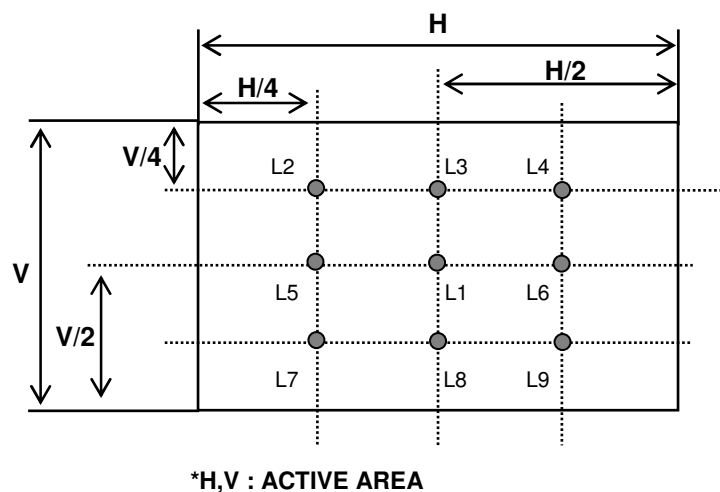 H
H/2
H/4
V/4
L2 L3 L4
V
L5 L1 L6
V/2
L7 L8 L9
*H,V : ACTIVE AREA